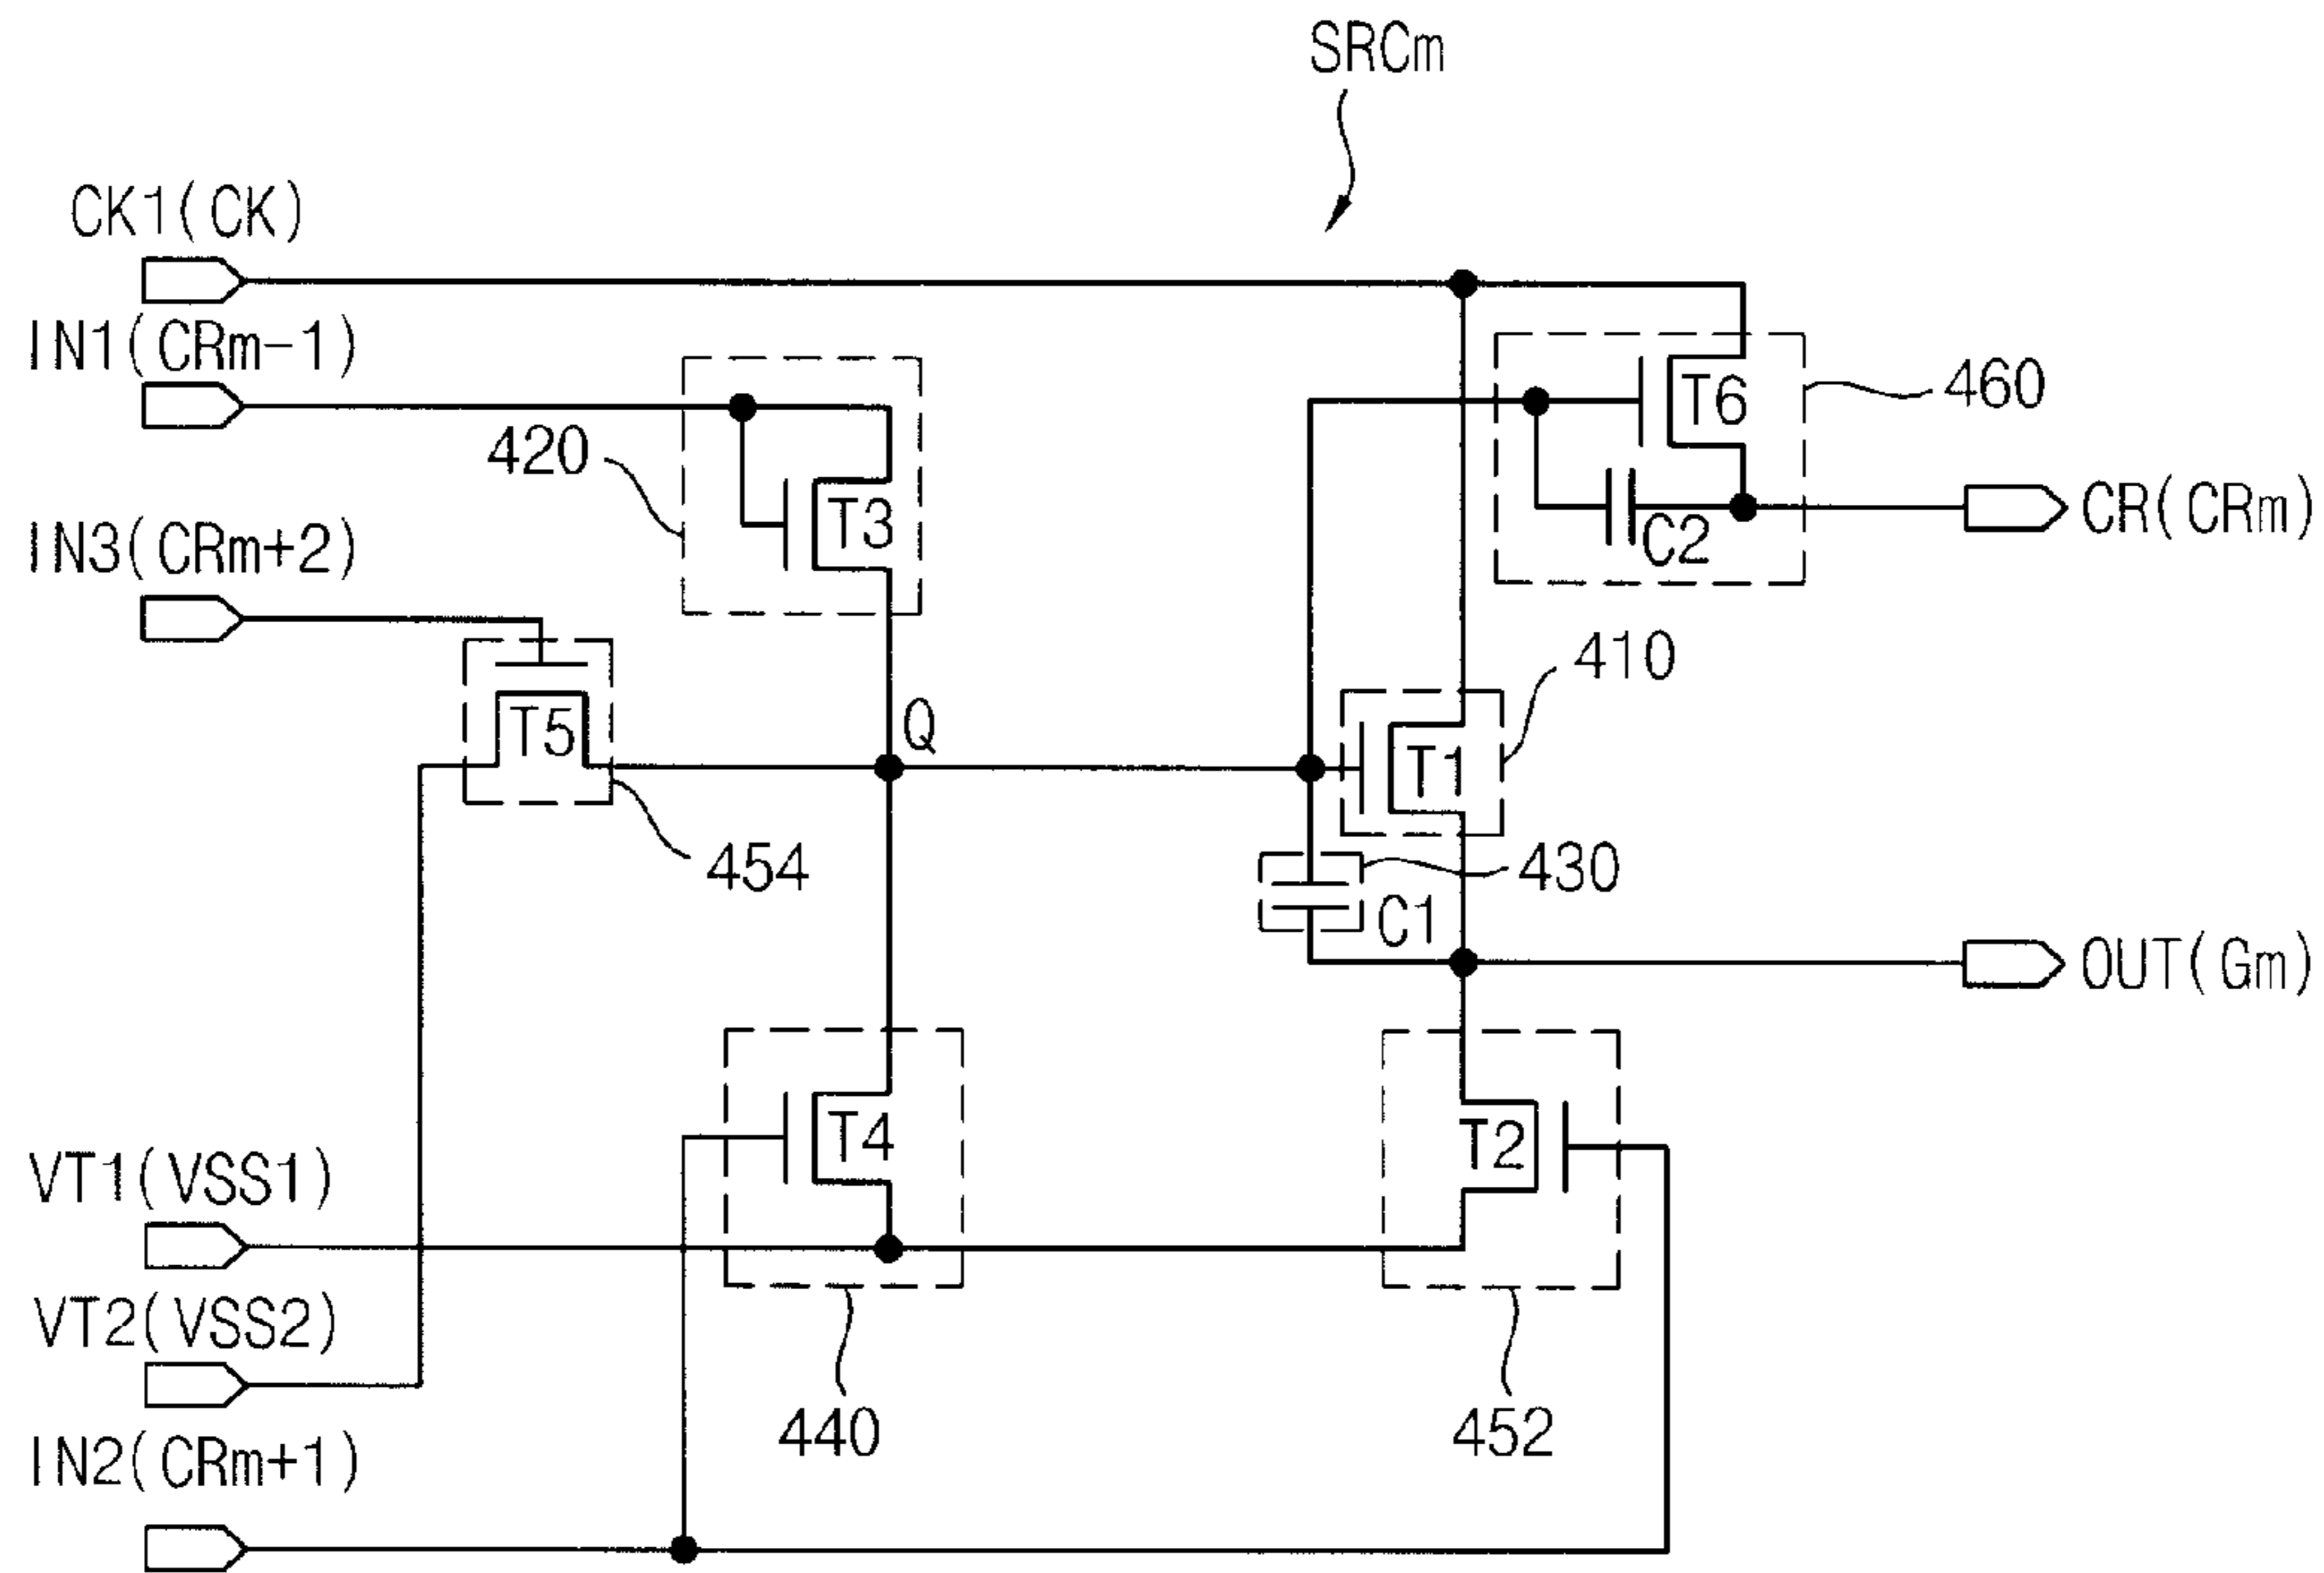 SRCm
CK1(CK)
IN1(CRm-1)
T6
460
420
T3
CR(CRm)
C2
IN3(CRm+2)
410
T5
Q
T1
454
430
C1
OUT(Gm)
T4
T2
VT1(VSS1)
VT2(VSS2)
440
452
IN2(CRm+1)